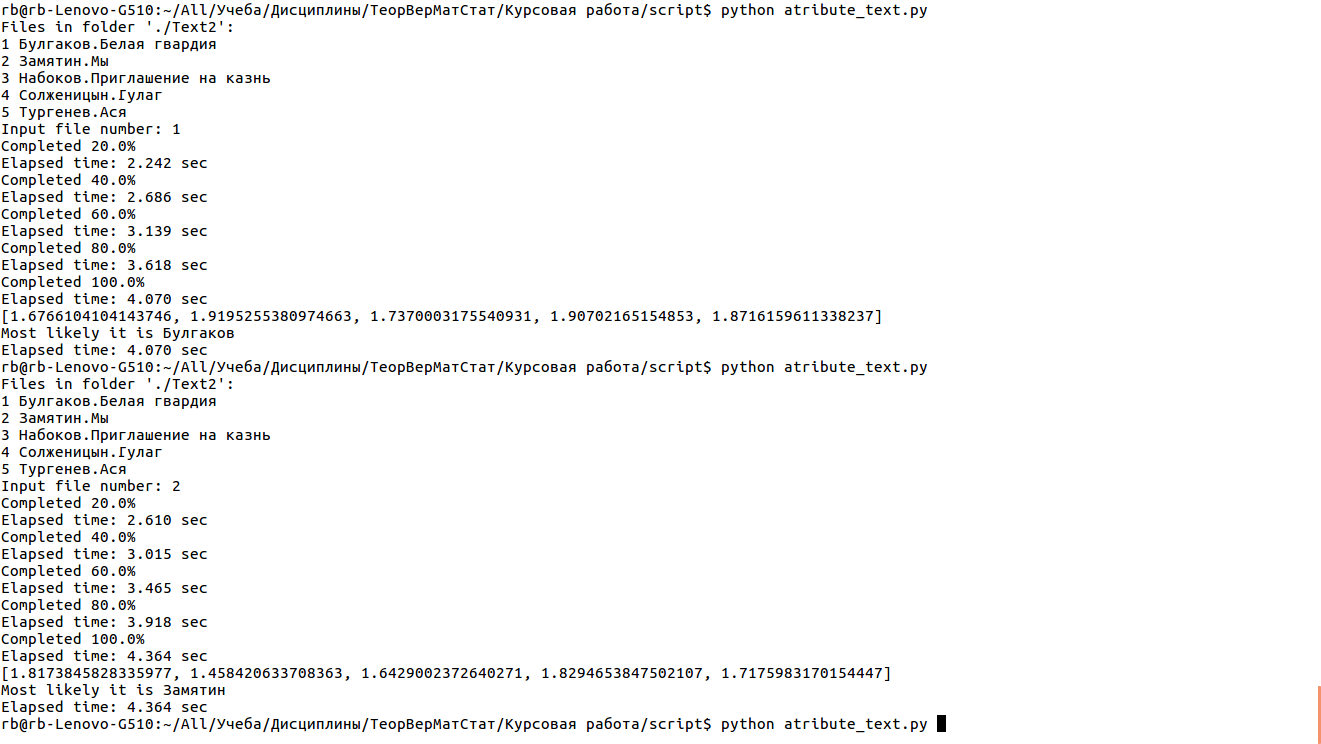 rb@rb-Lenovo-G510:~/All/Учеба/Дисциплины/ТеорВерМатСтат/Курсовая работа/script$ python atribute_text.py
Files in folder './Text2':
1 Булгаков.Белая гвардия
2 Замятин.Мы
3 Набоков.Приглашение на казнь
4 Солженицын.Гулаг
5 Тургенев.Ася
Input file number: 1
Completed 20.0%
Elapsed time: 2.242 sec
Completed 40.0%
Elapsed time: 2.686 sec
Completed 60.0%
Elapsed time: 3.139 sec
Completed 80.0%
Elapsed time: 3.618 sec
Completed 100.0%
Elapsed time: 4.070 sec
[1.6766104104143746, 1.9195255380974663, 1.7370003175540931, 1.90702165154853, 1.8716159611338237]
Most likely it is Булгаков
Elapsed time: 4.070 sec
rb@rb-Lenovo-G510:~/All/Учеба/Дисциплины/ТеорВерМатСтат/Курсовая работа/script$ python atribute_text.py
Files in folder './Text2':
1 Булгаков.Белая гвардия
2 Замятин.Мы
3 Набоков.Приглашение на казнь
4 Солженицын.Гулаг
5 Тургенев.Ася
Input file number: 2
Completed 20.0%
Elapsed time: 2.610 sec
Completed 40.0%
Elapsed time: 3.015 sec
Completed 60.0%
Elapsed time: 3.465 sec
Completed 80.0%
Elapsed time: 3.918 sec
Completed 100.0%
Elapsed time: 4.364 sec
[1.8173845828335977, 1.458420633708363, 1.6429002372640271, 1.8294653847502107, 1.7175983170154447]
Most likely it is Замятин
Elapsed time: 4.364 sec
rb@rb-Lenovo-G510:~/All/Учеба/Дисциплины/ТеорВерМатСтат/Курсовая работа/script$ python atribute_text.py